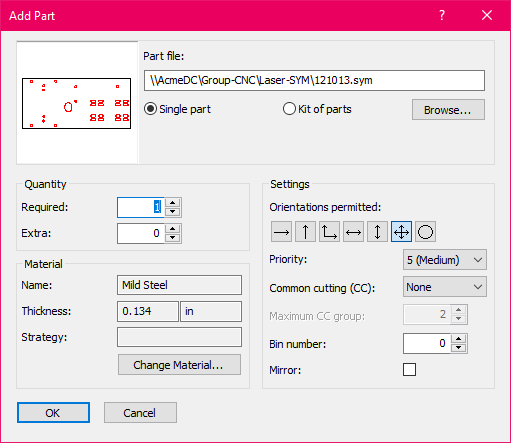 Add Part
? ×
Part file:
\\AcmeDC\Group-CNC\Laser-SYM\121013.sym
Single part Kit of parts Browse...
Quantity
Required: 1
Extra: 0
Material
Name: Mild Steel
Thickness: 0.134 in
Strategy:
Change Material...
Settings
Orientations permitted:
Priority: 5 (Medium)
Common cutting (CC): None
Maximum CC group: 2
Bin number: 0
Mirror:
OK Cancel